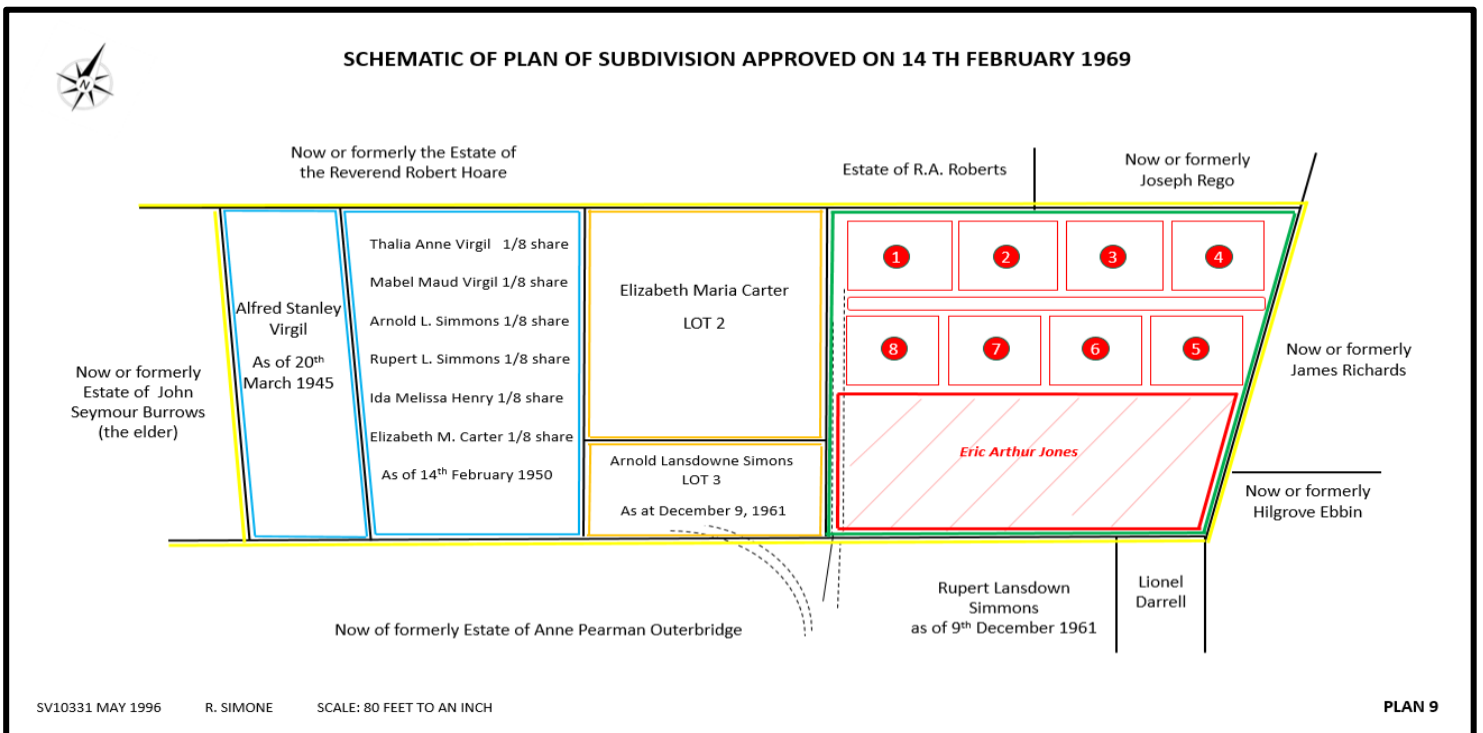 SCHEMATIC OF PLAN OF SUBDIVISION APPROVED ON 14 TH FEBRUARY 1969
N
Now or formerly the Estate of
the Reverend Robert Hoare
Estate of R.A. Roberts
Now or formerly
Joseph Rego
Now or formerly
Estate of John
Seymour Burrows
(the elder)
Alfred Stanley
Virgil
As of 20th
March 1945
Thalia Anne Virgil 1/8 share
Mabel Maud Virgil 1/8 share
Arnold L. Simmons 1/8 share
Rupert L. Simmons 1/8 share
Ida Melissa Henry 1/8 share
Elizabeth M. Carter 1/8 share
As of 14th February 1950
Elizabeth Maria Carter
LOT 2
Arnold Lansdowne Simons
LOT 3
As at December 9, 1961
1 2 3 4
8 7 6 5
Eric Arthur Jones
Now or formerly
James Richards
Now or formerly
Hilgrove Ebbin
Now of formerly Estate of Anne Pearman Outerbridge
Rupert Lansdown
Simmons
as of 9th December 1961
Lionel
Darrell
SV10331 MAY 1996 R. SIMONE SCALE: 80 FEET TO AN INCH
PLAN 9